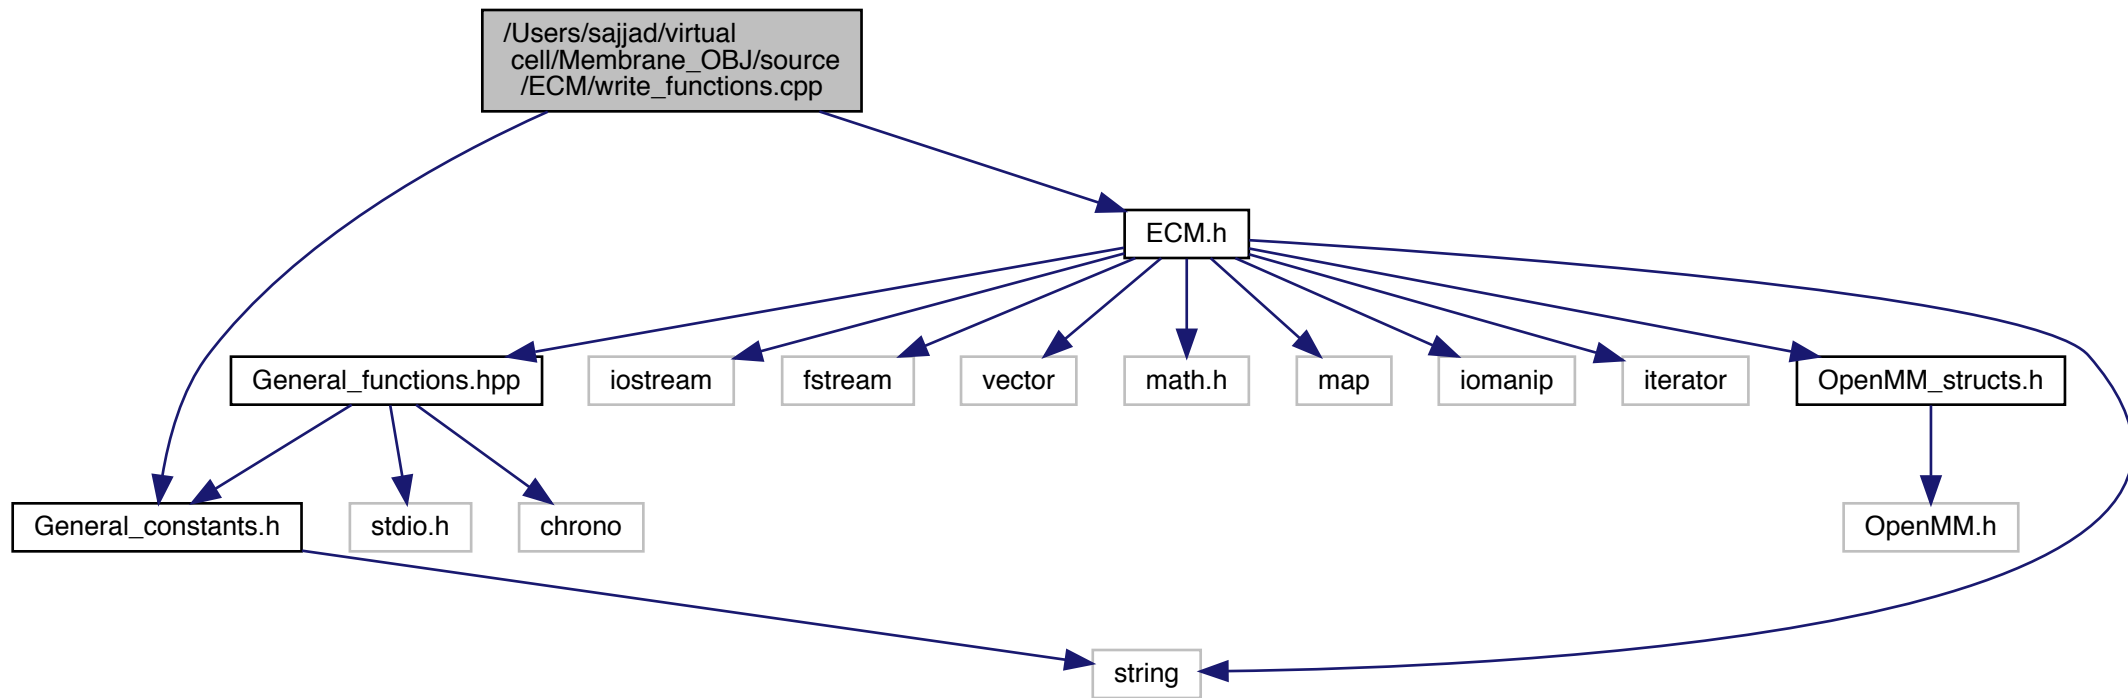 /Users/sajjad/virtual
cell/Membrane_OBJ/source
/ECM/write_functions.cpp
ECM.h
General_functions.hpp
iostream
fstream
vector
math.h
map
iomanip
iterator
OpenMM_structs.h
General_constants.h
stdio.h
chrono
OpenMM.h
string